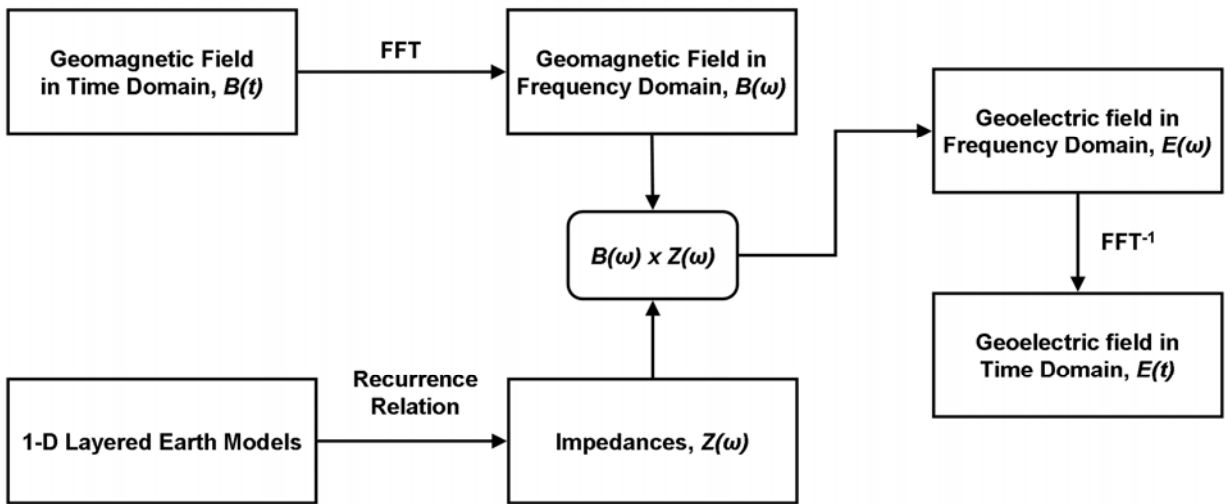 Geomagnetic Field
in Time Domain, B(t)
FFT
Geomagnetic Field in
Frequency Domain, B(ω)
Geoelectric field in
Frequency Domain, E(ω)
B(ω) x Z(ω)
FFT⁻¹
Geoelectric field in
Time Domain, E(t)
1-D Layered Earth Models
Recurrence
Relation
Impedances, Z(ω)